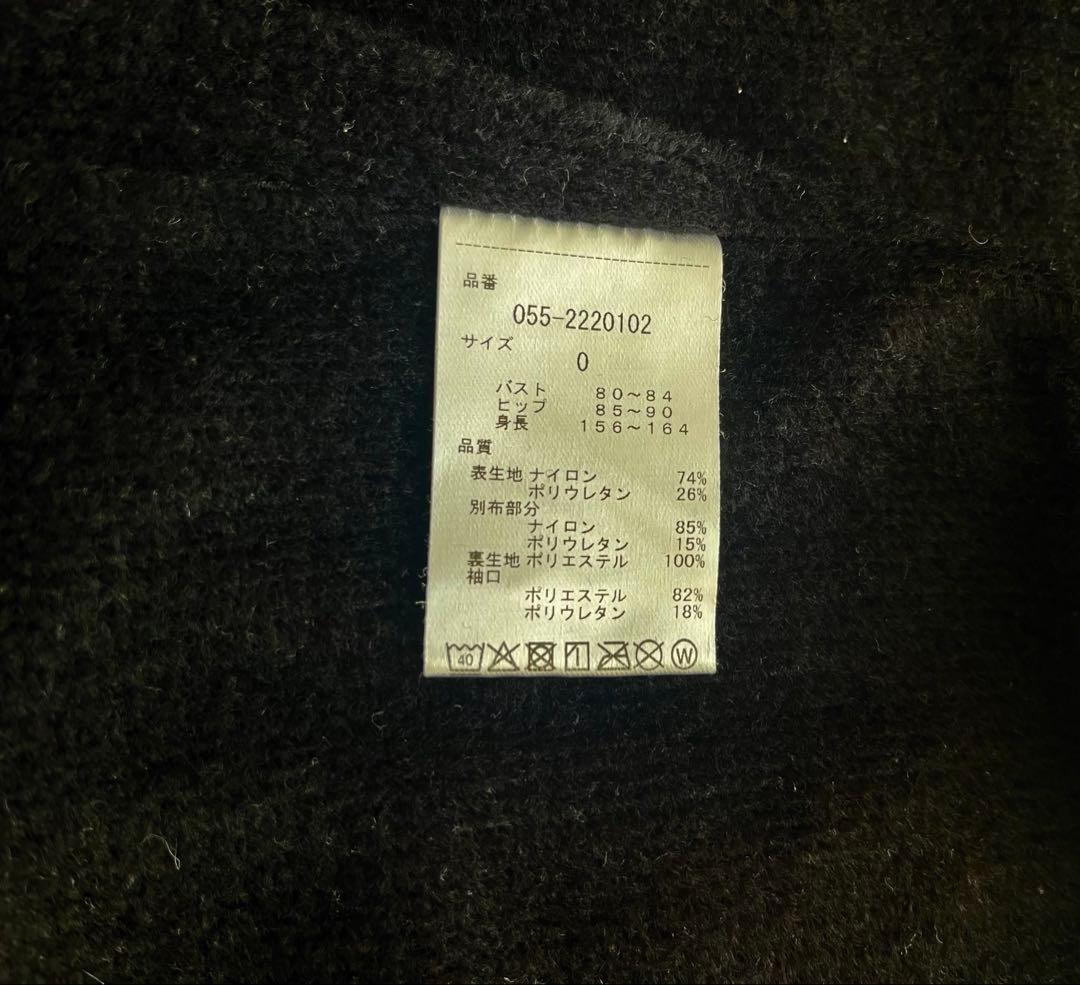 品番
055-2220102
サイズ
0
バスト 80～84
ヒップ 85～90
身長 156～164
品質
表生地 ナイロン 74%
ポリウレタン 26%
別布部分
ナイロン 85%
ポリウレタン 15%
裏生地 ポリエステル 100%
袖口
ポリエステル 82%
ポリウレタン 18%
40 W